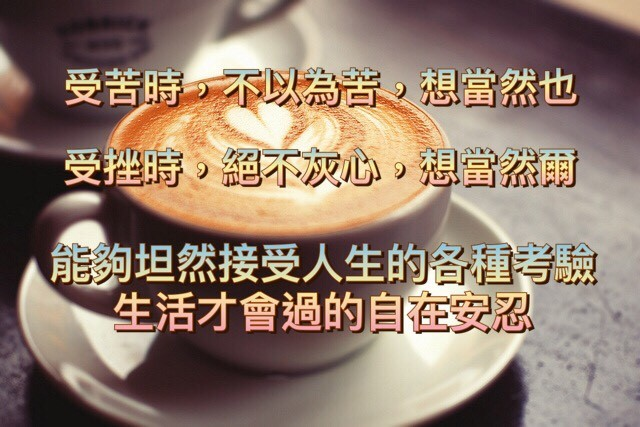 受苦時，不以為苦，想當然也
受挫時，絕不灰心，想當然爾
能夠坦然接受人生的各種考驗
生活才會過的自在安忍